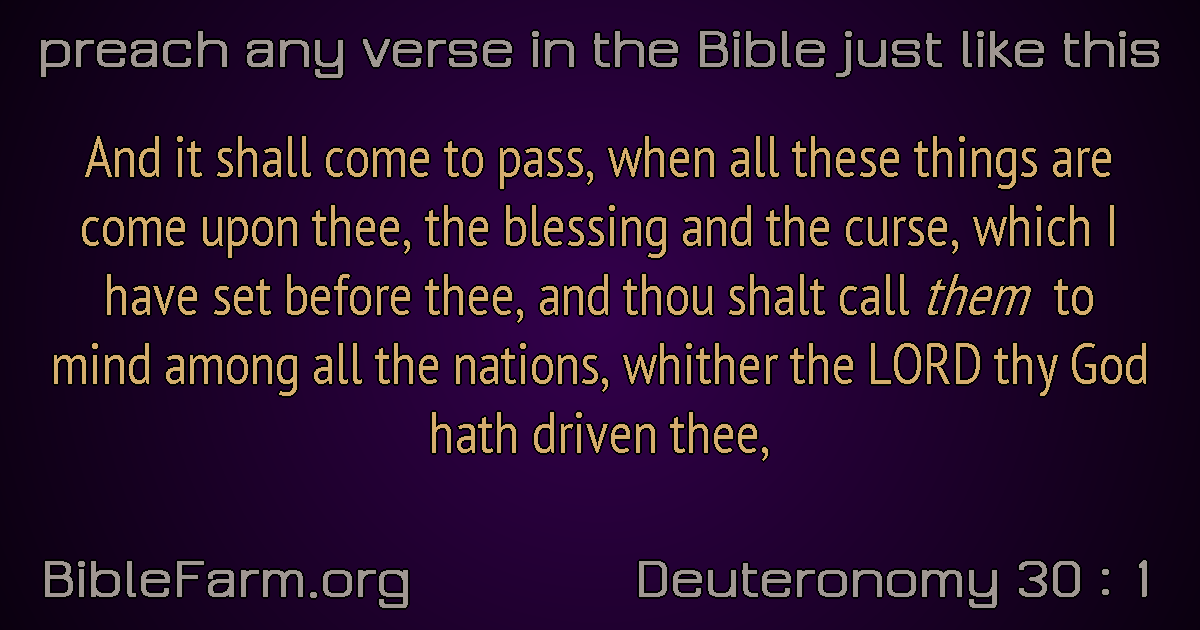 preach any verse in the Bible just like this
And it shall come to pass, when all these things are
come upon thee, the blessing and the curse, which I
have set before thee, and thou shalt call them to
mind among all the nations, whither the LORD thy God
hath driven thee,
BibleFarm.org
Deuteronomy 30 : 1